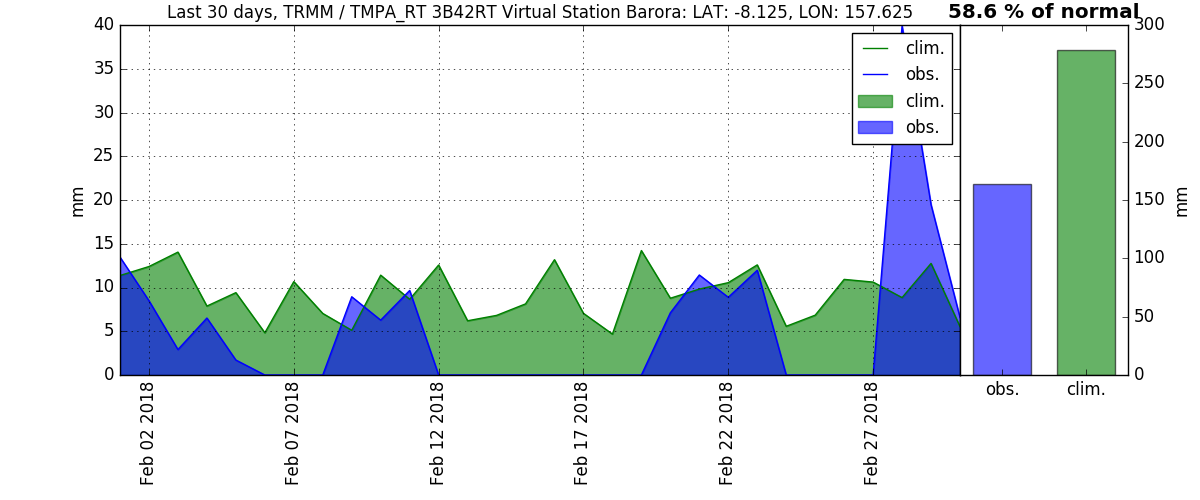 Last 30 days, TRMM / TMPA_RT 3B42RT Virtual Station Barora: LAT: -8.125, LON: 157.625
58.6 % of normal
40
35
30
25
20
15
10
5
0
mm
clim.
obs.
clim.
obs.
Feb 02 2018
Feb 07 2018
Feb 12 2018
Feb 17 2018
Feb 22 2018
Feb 27 2018
300
250
200
150
100
50
0
mm
obs.
clim.